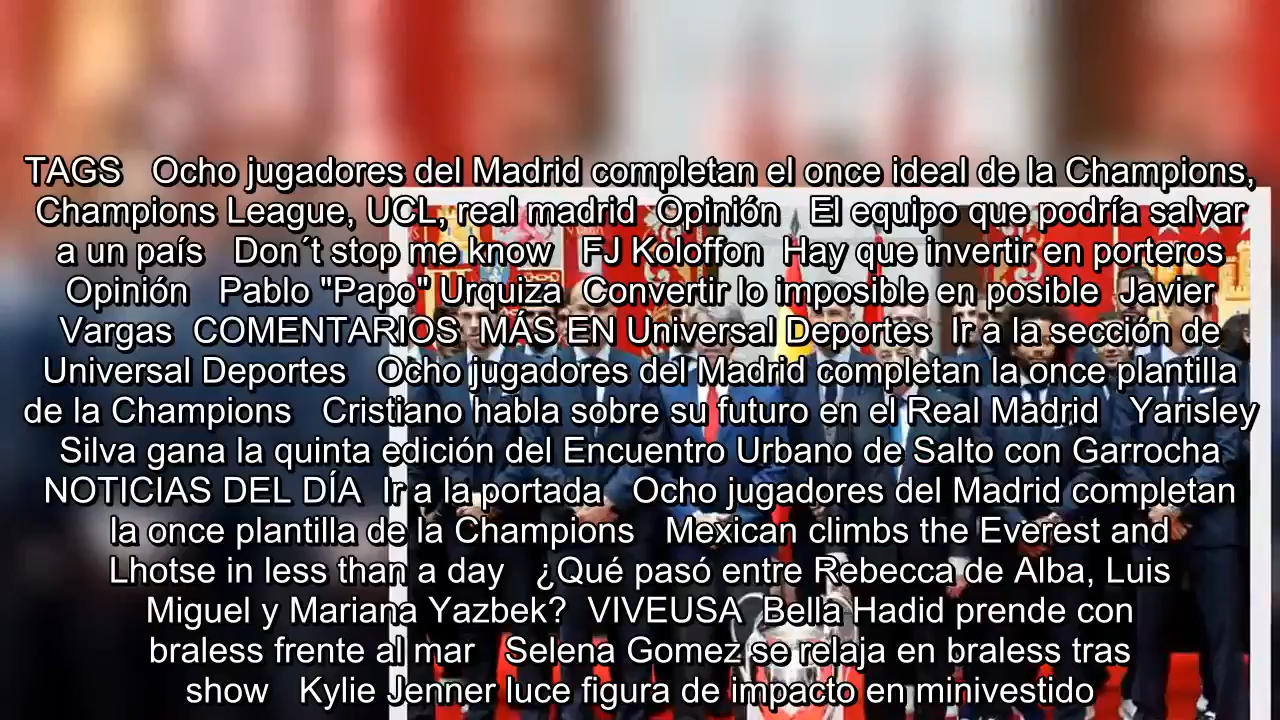 TAGS Ocho jugadores del Madrid completan el once ideal de la Champions,
Champions League, UCL, real madrid Opinión El equipo que podría salvar
a un país Don´t stop me know FJ Koloffon Hay que invertir en porteros
Opinión Pablo "Papo" Urquiza Convertir lo imposible en posible Javier
Vargas COMENTARIOS MÁS EN Universal Deportes Ir a la sección de
Universal Deportes Ocho jugadores del Madrid completan la once plantilla
de la Champions Cristiano habla sobre su futuro en el Real Madrid Yarisley
Silva gana la quinta edición del Encuentro Urbano de Salto con Garrocha
NOTICIAS DEL DÍA Ir a la portada Ocho jugadores del Madrid completan
la once plantilla de la Champions Mexican climbs the Everest and
Lhotse in less than a day ¿Qué pasó entre Rebecca de Alba, Luis
Miguel y Mariana Yazbek? VIVEUSA Bella Hadid prende con
braless frente al mar Selena Gomez se relaja en braless tras
show Kylie Jenner luce figura de impacto en minivestido